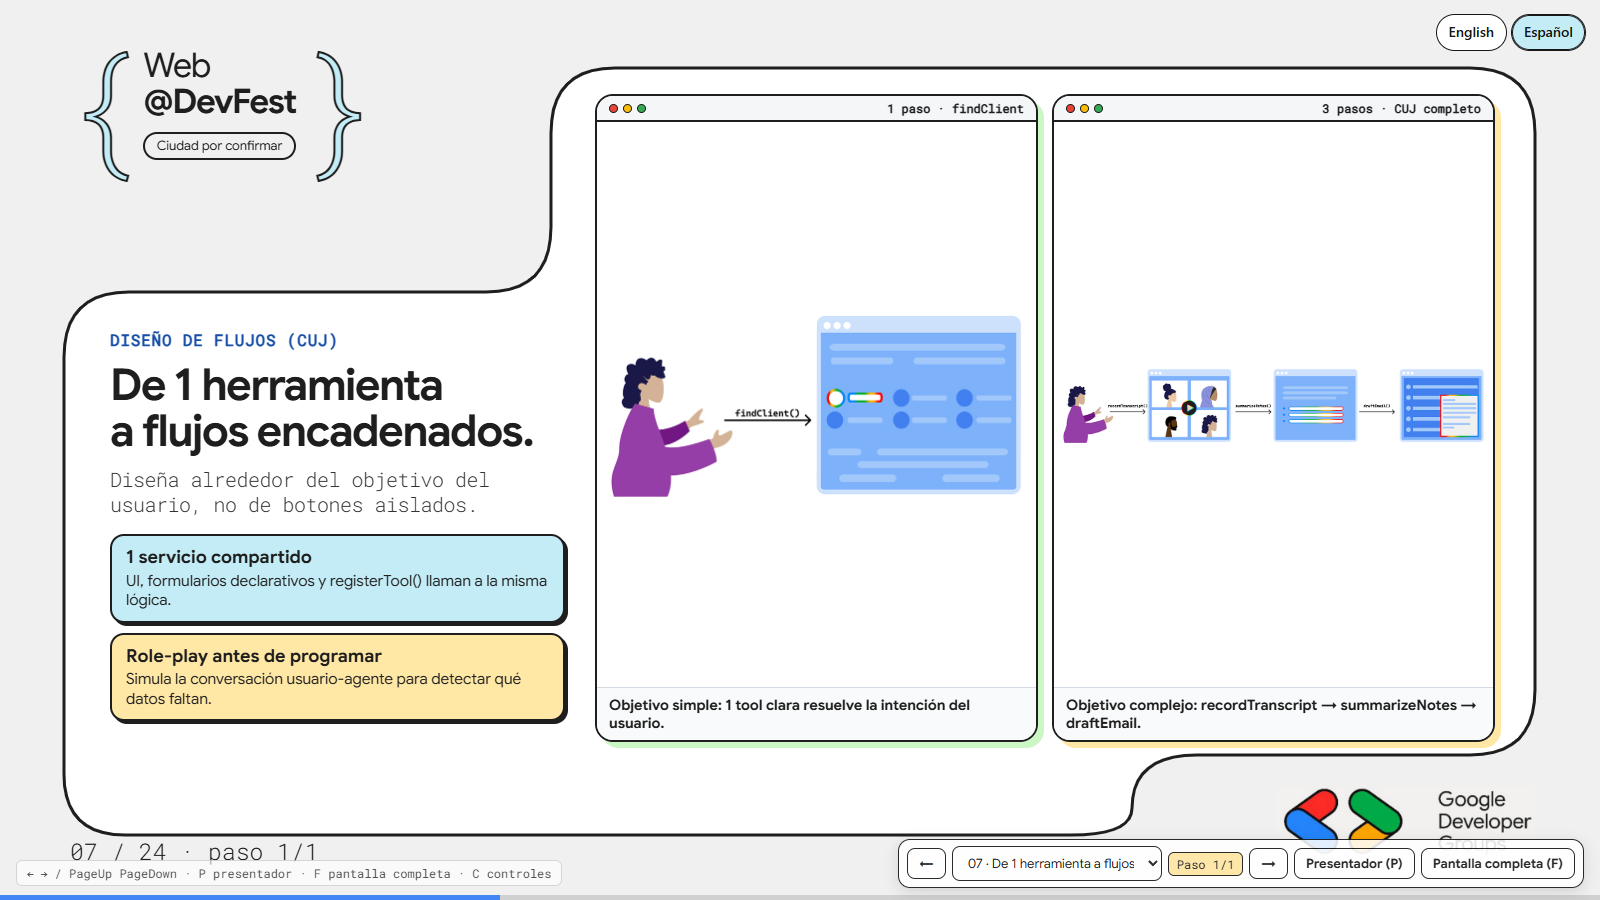 English
Español
Web
@DevFest
Ciudad por confirmar
DISEÑO DE FLUJOS (CUJ)
De 1 herramienta
a flujos encadenados.
Diseña alrededor del objetivo del
usuario, no de botones aislados.
1 servicio compartido
UI, formularios declarativos y registerTool() llaman a la misma
lógica.
Role-play antes de programar
Simula la conversación usuario-agente para detectar qué
datos faltan.
1 paso · findClient
findClient()
Objetivo simple: 1 tool clara resuelve la intención del
usuario.
3 pasos · CUJ completo
recordTranscript()
summarizeNotes()
draftEmail()
Objetivo complejo: recordTranscript → summarizeNotes →
draftEmail.
Google
Developer
Groups
07 / 24 · paso 1/1
← → / PageUp PageDown · P presentador · F pantalla completa · C controles
←
07 · De 1 herramienta a flujos
Paso 1/1
→
Presentador (P)
Pantalla completa (F)